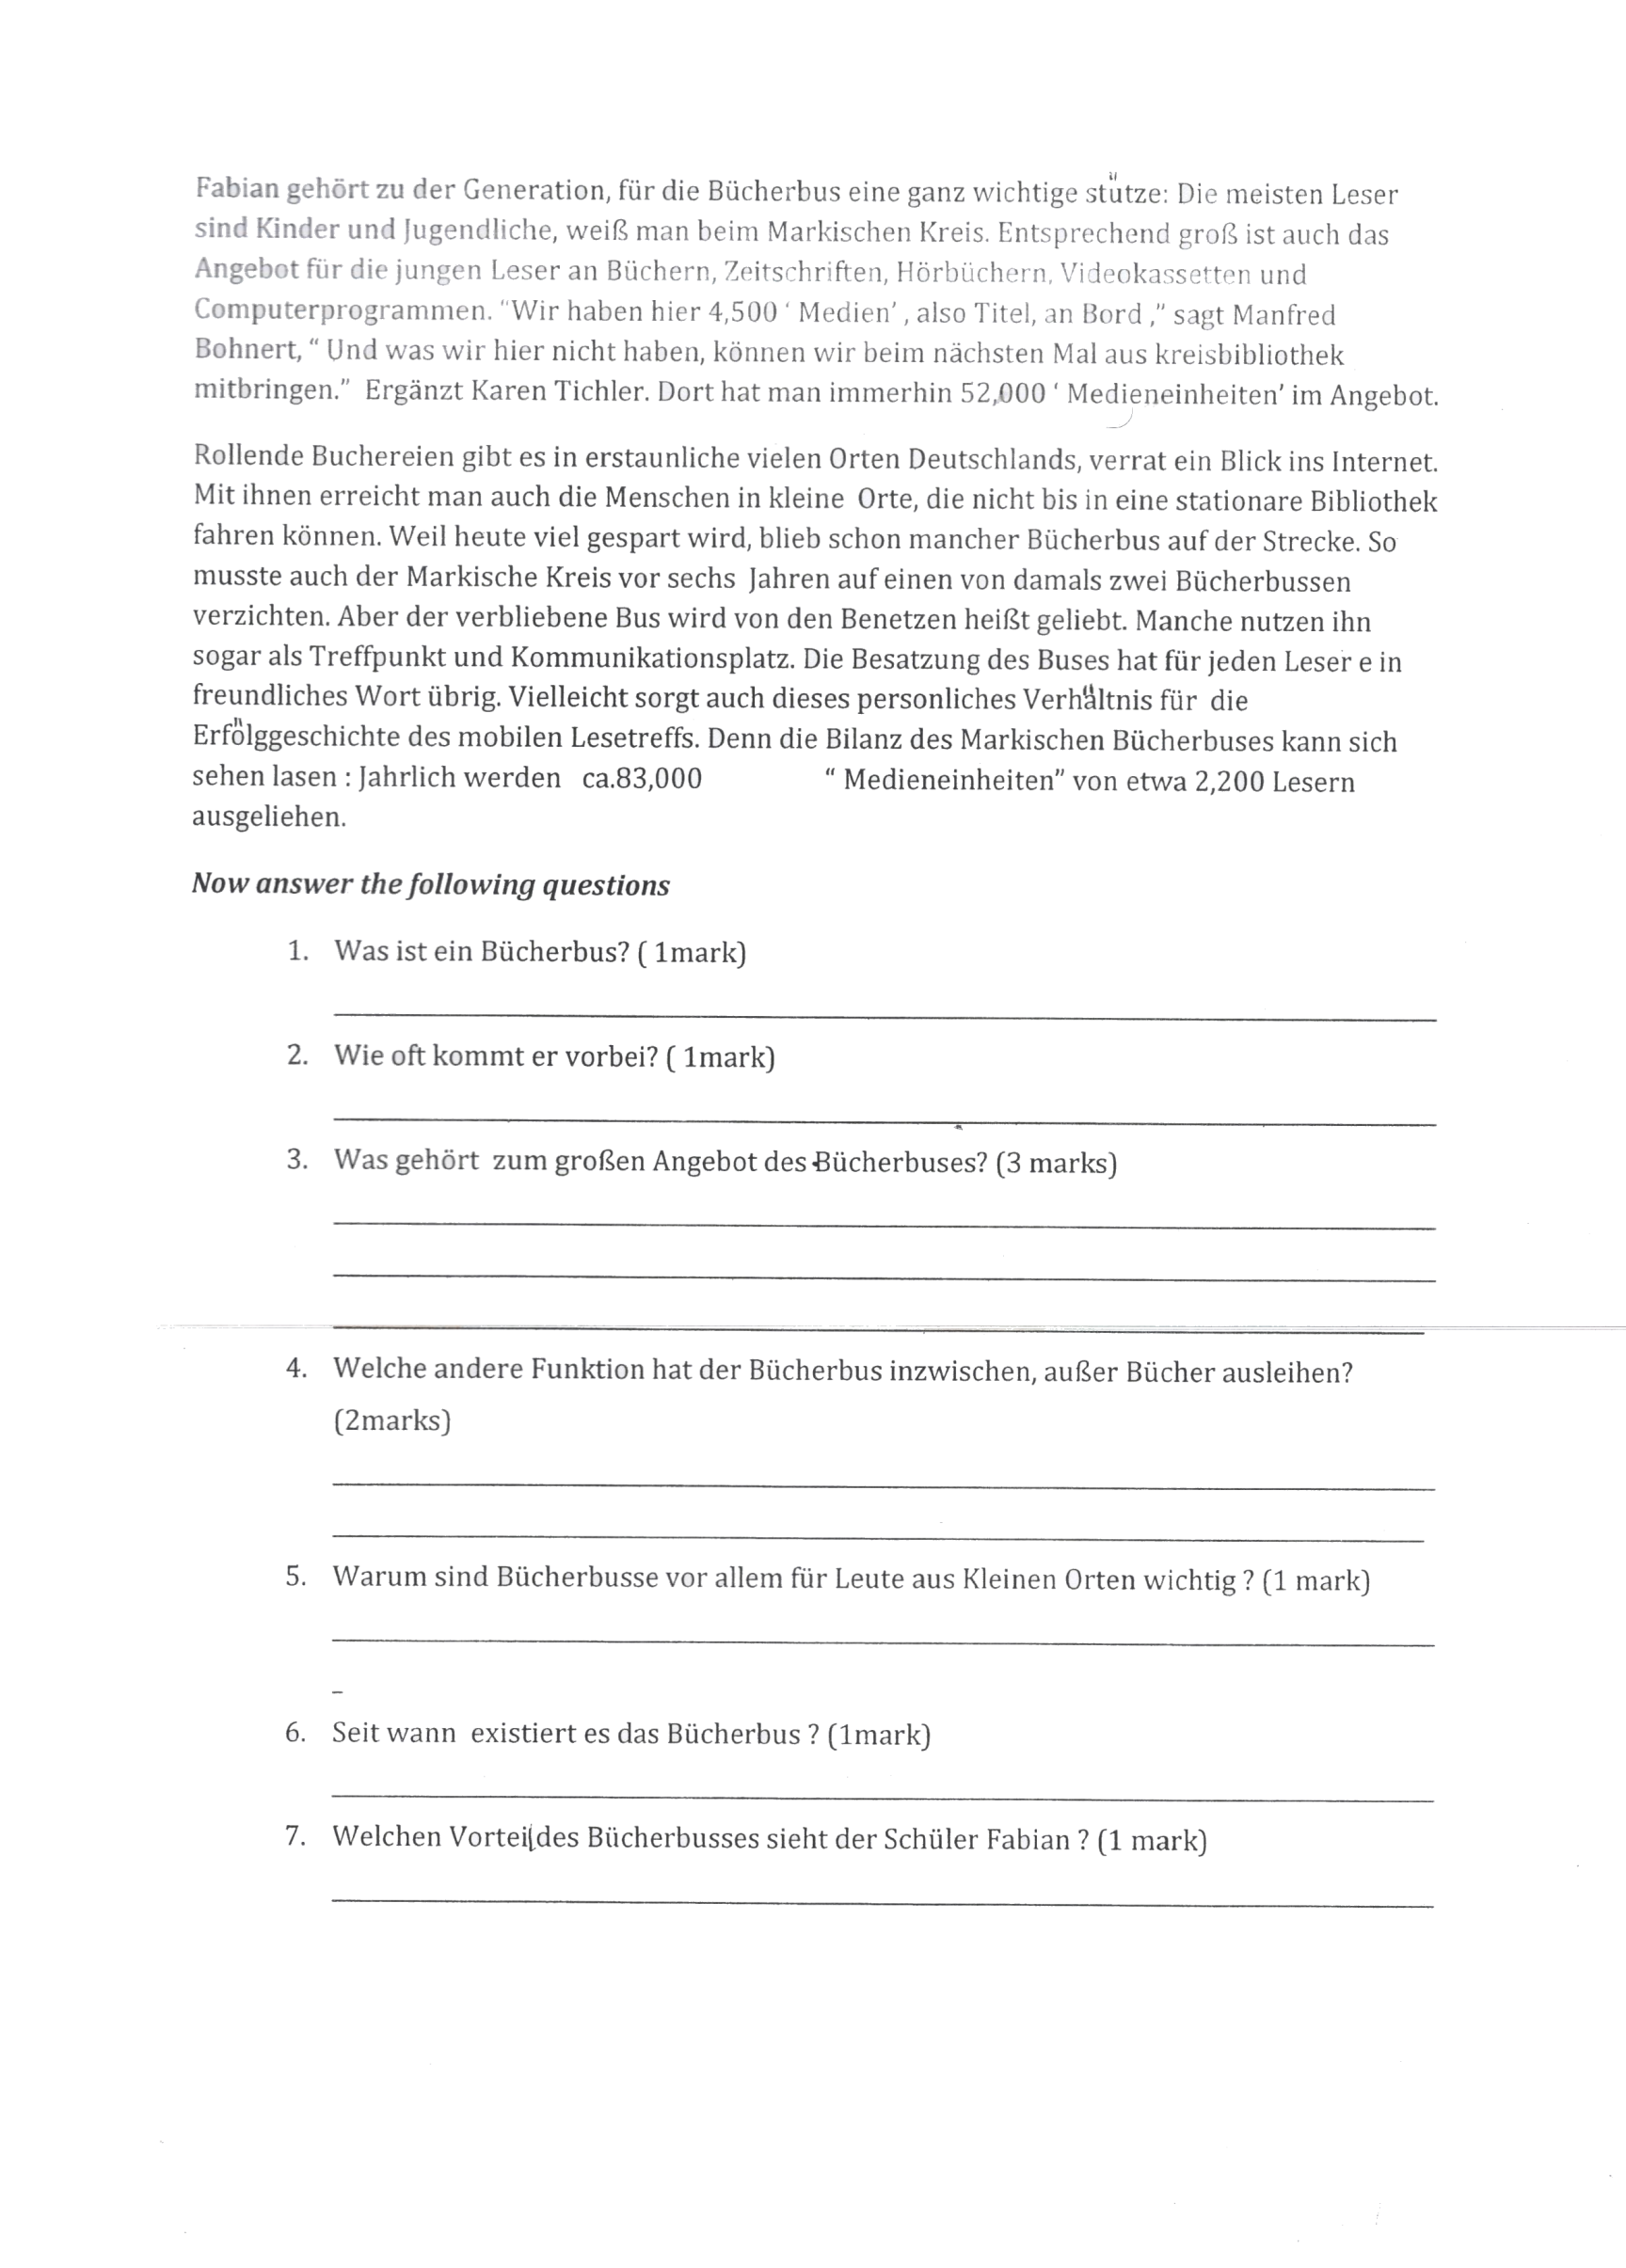 Fabian gehört zu der Generation, für die Bücherbus eine ganz wichtige stütze: Die meisten Leser
sind Kinder und Jugendliche, weiß man beim Markischen Kreis. Entsprechend groß ist auch das
Angebot für die jungen Leser an Büchern, Zeitschriften, Hörbüchern, Videokassetten und
Computerprogrammen. "Wir haben hier 4,500 ‘ Medien’ , also Titel, an Bord ,” sagt Manfred
Bohnert, “ Und was wir hier nicht haben, können wir beim nächsten Mal aus kreisbibliothek
mitbringen.” Ergänzt Karen Tichler. Dort hat man immerhin 52,000 ‘ Medieneinheiten’ im Angebot.
Rollende Buchereien gibt es in erstaunliche vielen Orten Deutschlands, verrat ein Blick ins Internet.
Mit ihnen erreicht man auch die Menschen in kleine Orte, die nicht bis in eine stationare Bibliothek
fahren können. Weil heute viel gespart wird, blieb schon mancher Bücherbus auf der Strecke. So
musste auch der Markische Kreis vor sechs Jahren auf einen von damals zwei Bücherbussen
verzichten. Aber der verbliebene Bus wird von den Benetzen heißt geliebt. Manche nutzen ihn
sogar als Treffpunkt und Kommunikationsplatz. Die Besatzung des Buses hat für jeden Leser e in
freundliches Wort übrig. Vielleicht sorgt auch dieses personliches Verhältnis für die
Erfölggeschichte des mobilen Lesetreffs. Denn die Bilanz des Markischen Bücherbuses kann sich
sehen lasen : Jahrlich werden ca.83,000 “ Medieneinheiten” von etwa 2,200 Lesern
ausgeliehen.
Now answer the following questions
1. Was ist ein Bücherbus? ( 1mark)
2. Wie oft kommt er vorbei? ( 1mark)
3. Was gehört zum großen Angebot des Bücherbuses? (3 marks)
4. Welche andere Funktion hat der Bücherbus inzwischen, außer Bücher ausleihen?
(2marks)
5. Warum sind Bücherbusse vor allem für Leute aus Kleinen Orten wichtig ? (1 mark)
6. Seit wann existiert es das Bücherbus ? (1mark)
7. Welchen Vorteil des Bücherbusses sieht der Schüler Fabian ? (1 mark)